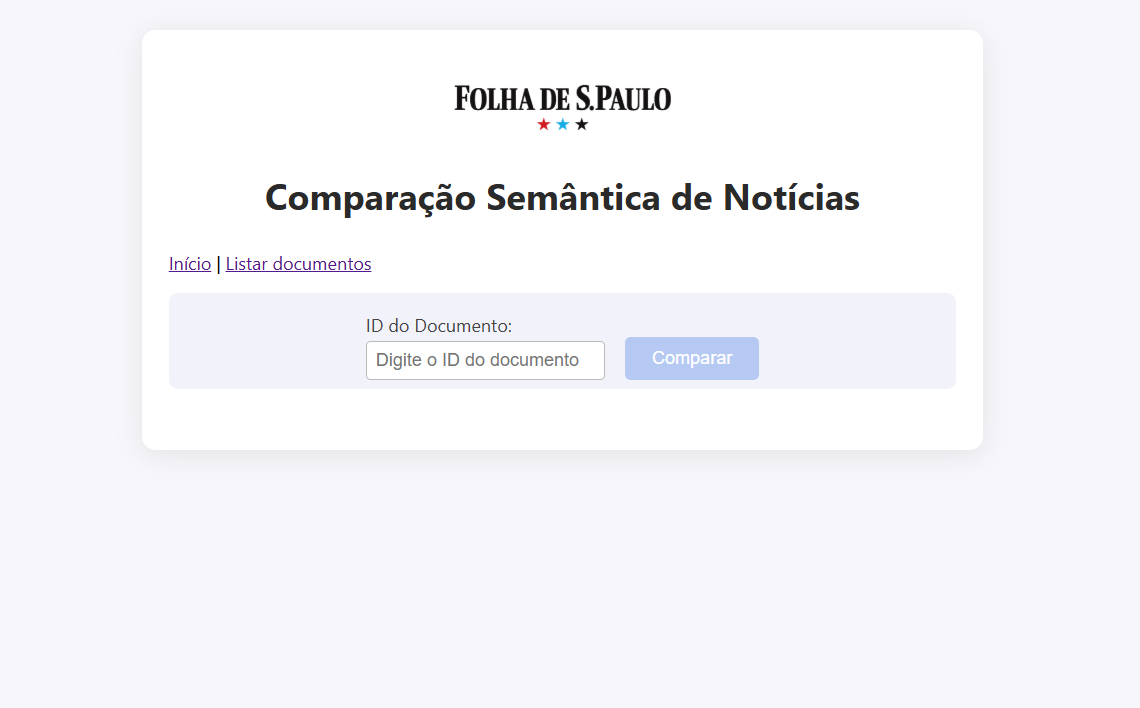 FOLHA DE S.PAULO
Comparação Semântica de Notícias
Início | Listar documentos
ID do Documento:
Digite o ID do documento
Comparar